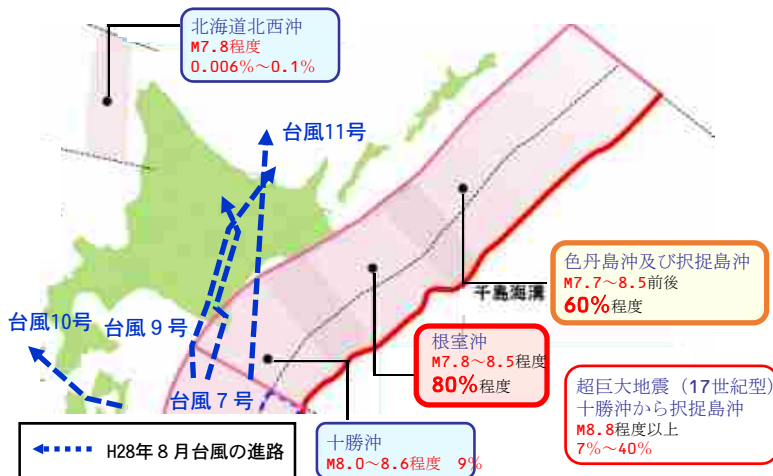 北海道北西沖
M7.8程度
0.006%～0.1%
台風11号
色丹島沖及び択捉島沖
M7.7～8.5前後
60%程度
千島海溝
台風10号
台風９号
根室沖
M7.8～8.5程度
80%程度
台風７号
超巨大地震（17世紀型）
十勝沖から択捉島沖
M8.8程度以上
7%～40%
十勝沖
M8.0～8.6程度 9%
H28年８月台風の進路